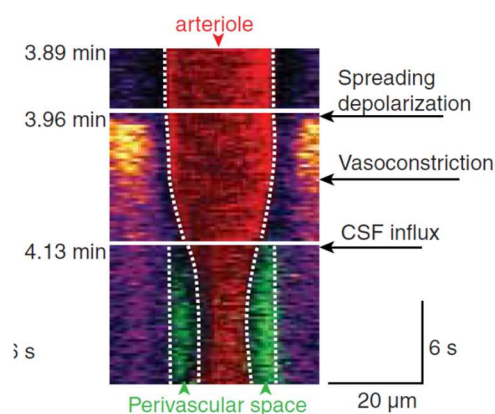 arteriole
3.89 min
Spreading
depolarization
3.96 min
Vasoconstriction
CSF influx
4.13 min
s
6 s
20 µm
Perivascular space